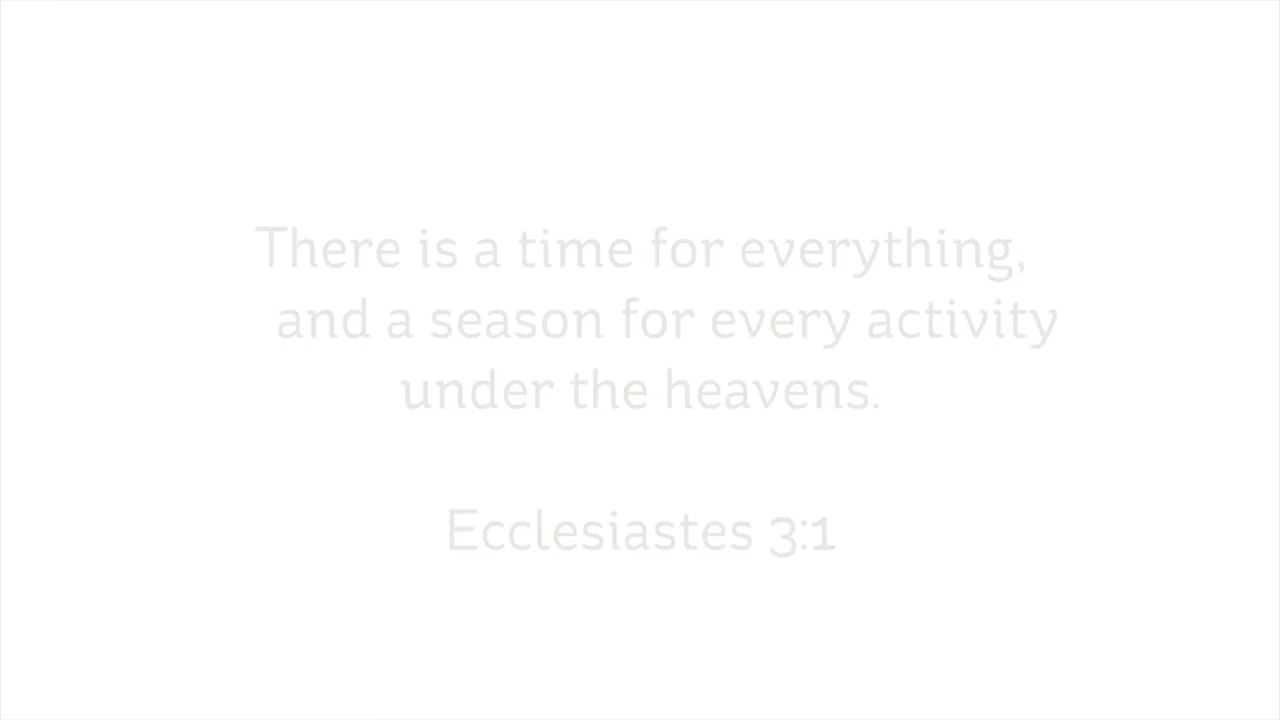 There is a time for everything,
and a season for every activity
under the heavens.
Ecclesiastes 3:1